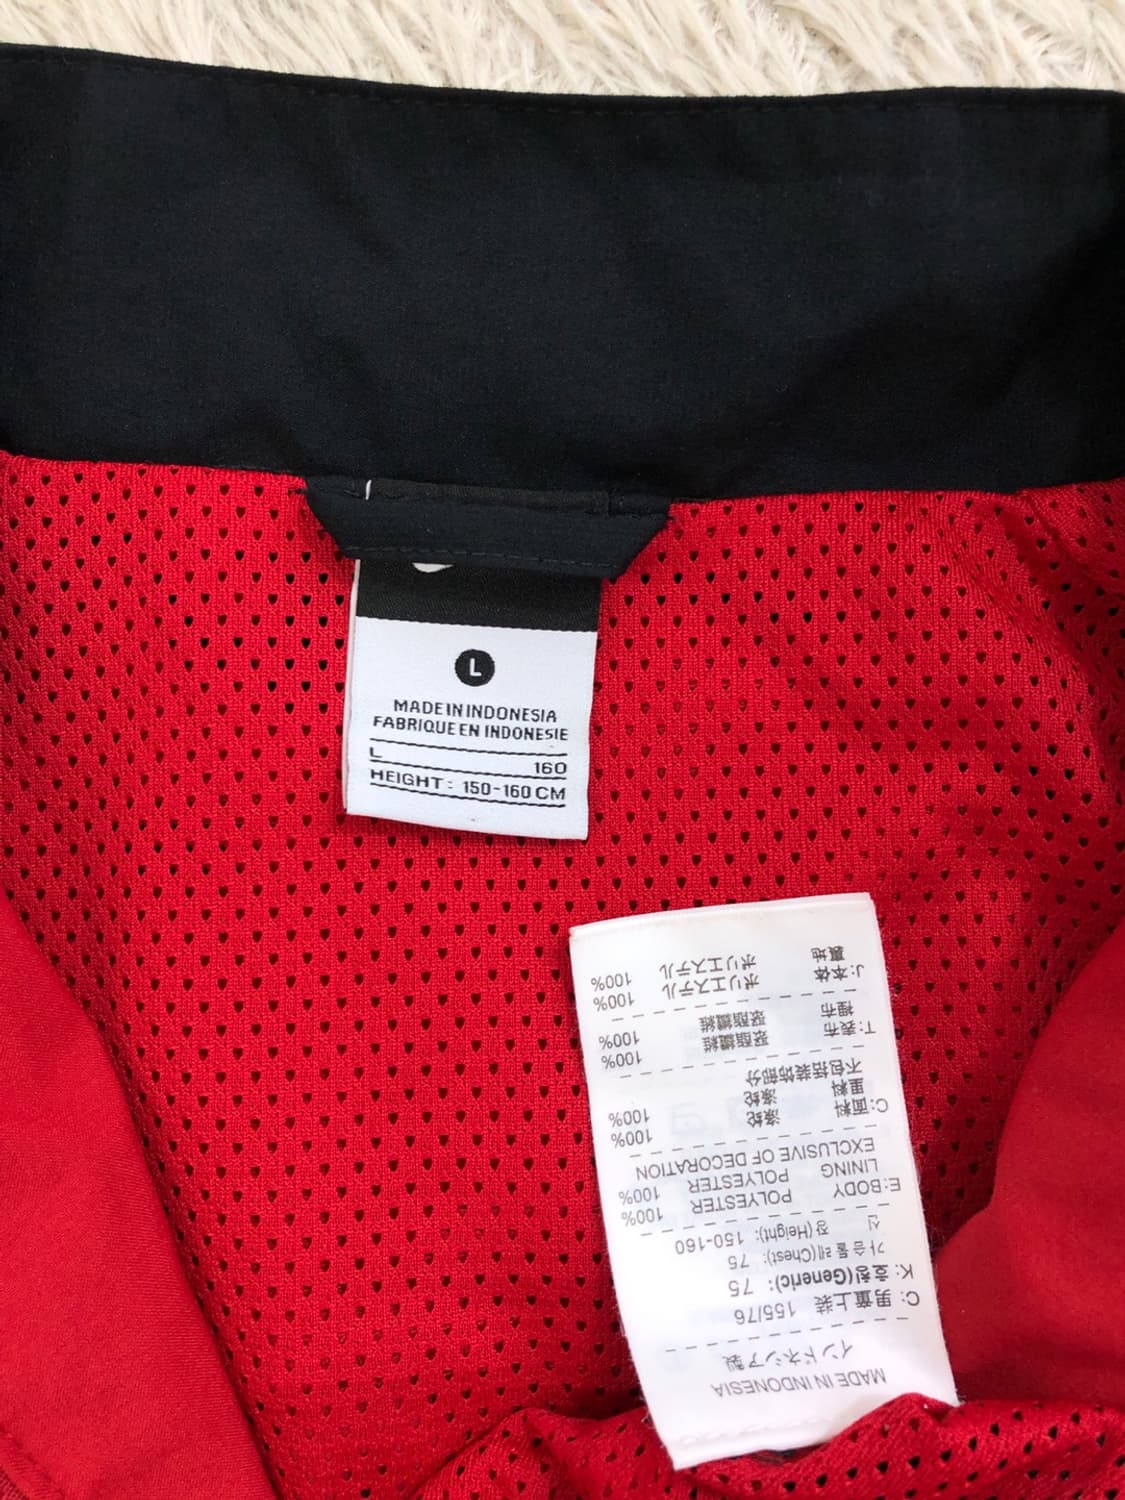 L
MADE IN INDONESIA
FABRIQUE EN INDONESIE
L
160
HEIGHT: 150-160 CM
MADE IN INDONESIA
インドネシア製
C: 男童上装 155/76
K: 호칭(Generic): 75
가슴둘레(Chest): 75
신 장(Height): 150-160
E:BODY POLYESTER 100%
LINING POLYESTER 100%
EXCLUSIVE OF DECORATION
C:面料 涤纶 100%
里料 涤纶 100%
不包括装饰部分
T:表布 聚酯纖維 100%
裡布 聚酯纖維 100%
J:本体 ポリエステル 100%
裏地 ポリエステル 100%